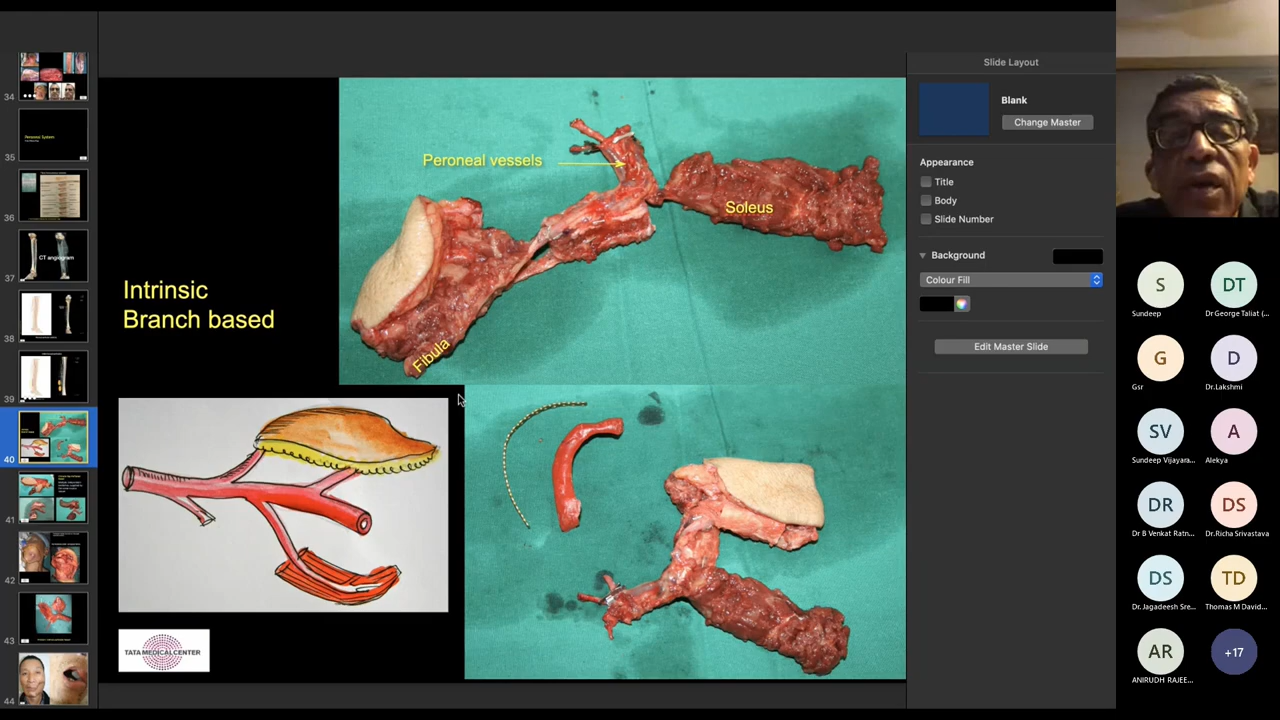 34
35
Peroneal System
36
37
CT angiogram
38
39
40
41
42
43
44
Peroneal vessels
Soleus
Intrinsic
Branch based
Fibula
TATA MEDICAL CENTER
Slide Layout
Blank
Change Master
Appearance
Title
Body
Slide Number
Background
Colour Fill
Edit Master Slide
S
DT
Sundeep
Dr George Taliat (...
G
D
Gsr
Dr.Lakshmi
SV
A
Sundeep Vijayara...
Alekya
DR
DS
Dr B Venkat Ratn...
Dr.Richa Srivastava
DS
TD
Dr. Jagadeesh Sre...
Thomas M David...
AR
+17
ANIRUDH RAJEE...